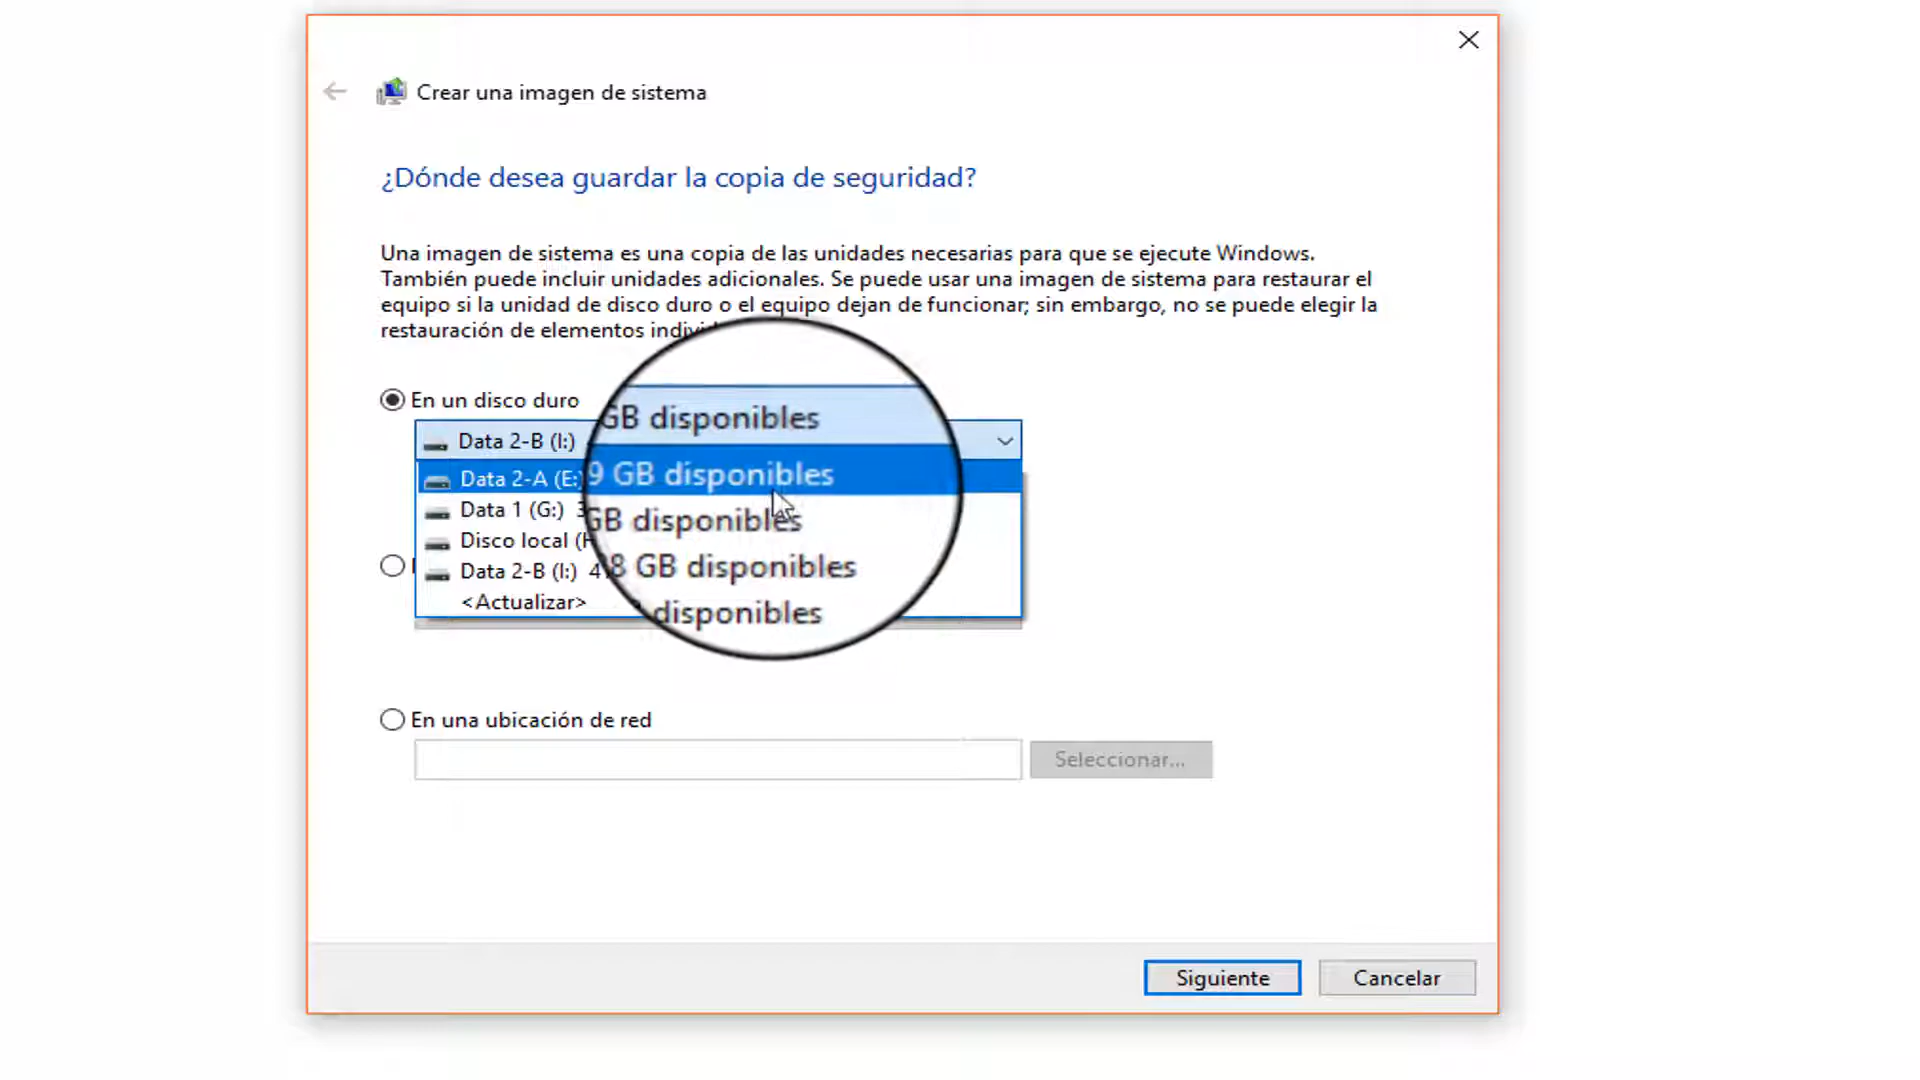 Crear una imagen de sistema
¿Dónde desea guardar la copia de seguridad?
Una imagen de sistema es una copia de las unidades necesarias para que se ejecute Windows.
También puede incluir unidades adicionales. Se puede usar una imagen de sistema para restaurar el
equipo si la unidad de disco duro o el equipo dejan de funcionar; sin embargo, no se puede elegir la
restauración de elementos
En un disco duro
Data 2-B (I:) GB disponibles
Data 2-A (E:) 9 GB disponibles
Data 1 (G:) GB disponibles
Disco local 8 GB disponibles
Data 2-B (I:) disponibles
<Actualizar>
En una ubicación de red
Seleccionar...
Siguiente Cancelar